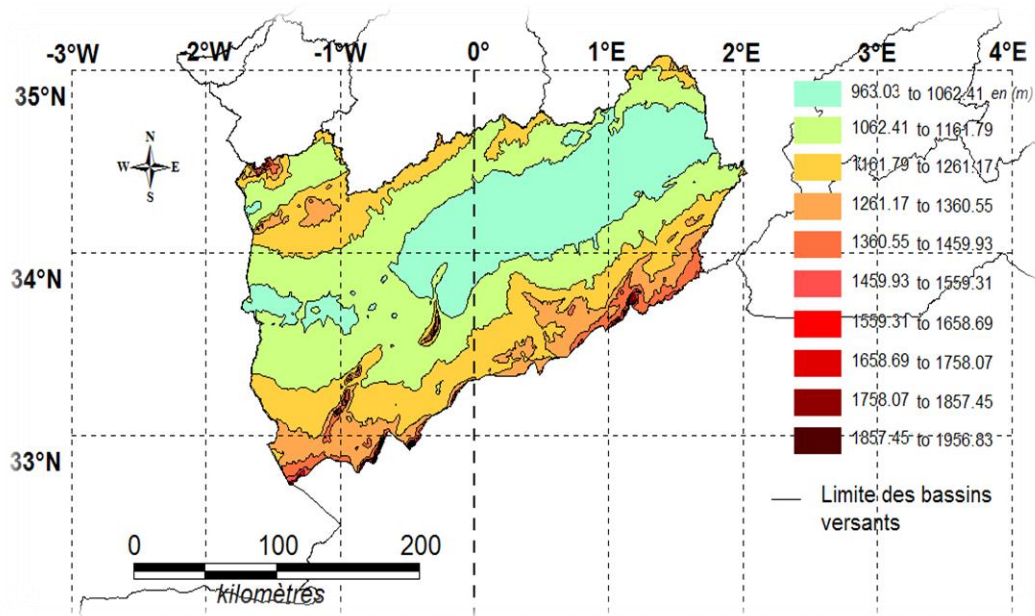 -3°W -2°W -1°W 0° 1°E 2°E 3°E 4°E
35°N
34°N
33°N
N
W E
S
963.03 to 1062.41 en (m)
1062.41 to 1161.79
1161.79 to 1261.17
1261.17 to 1360.55
1360.55 to 1459.93
1459.93 to 1559.31
1559.31 to 1658.69
1658.69 to 1758.07
1758.07 to 1857.45
1857.45 to 1956.83
Limite des bassins
versants
0 100 200
kilomètres